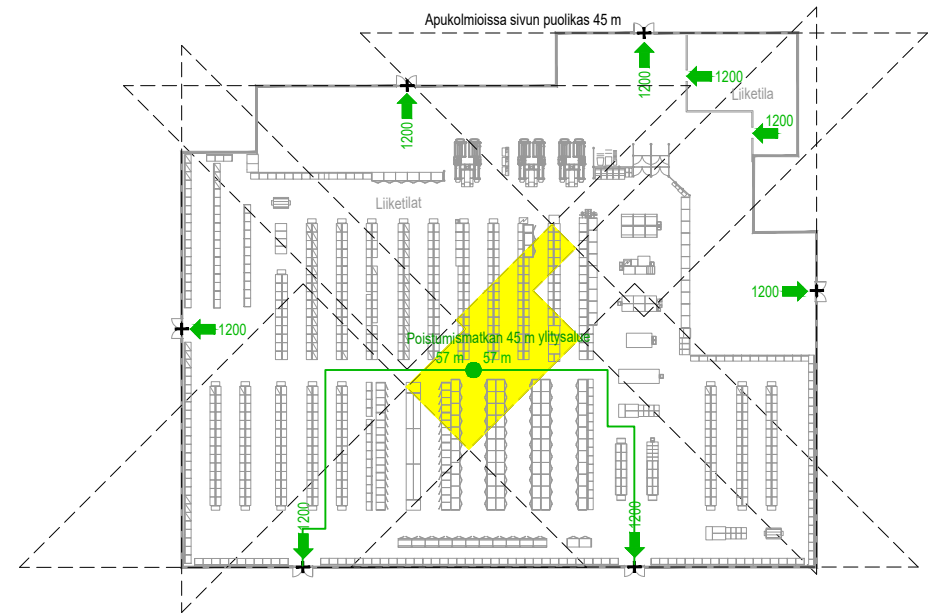 Apukolmioissa sivun puolikas 45 m
1200
1200
Liiketila
1200
1200
Liiketilat
1200
1200
Poistumismatkan 45 m ylitysalue
57 m 57 m
1200
1200